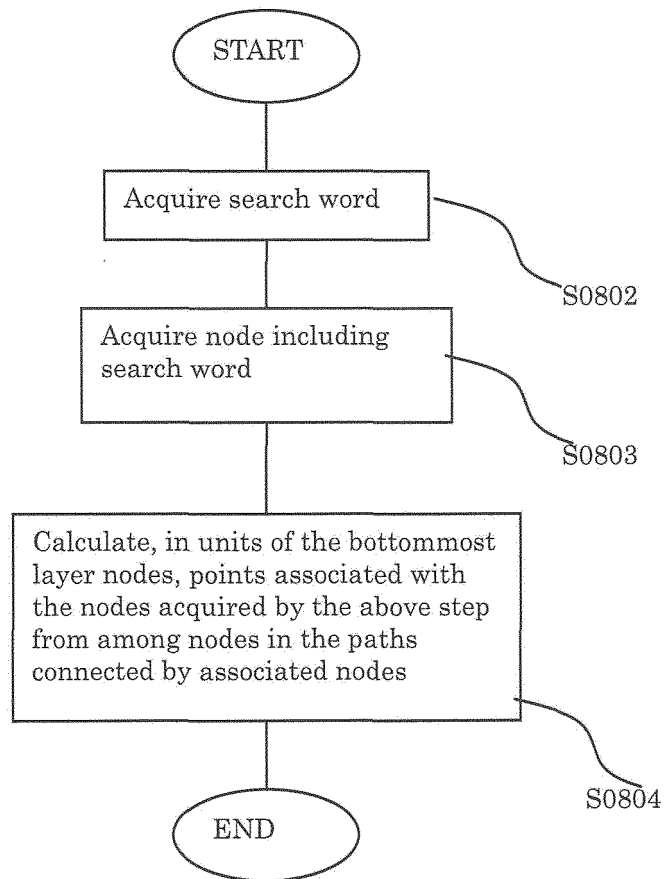 START
Acquire search word
S0802
Acquire node including
search word
S0803
Calculate, in units of the bottommost
layer nodes, points associated with
the nodes acquired by the above step
from among nodes in the paths
connected by associated nodes
S0804
END